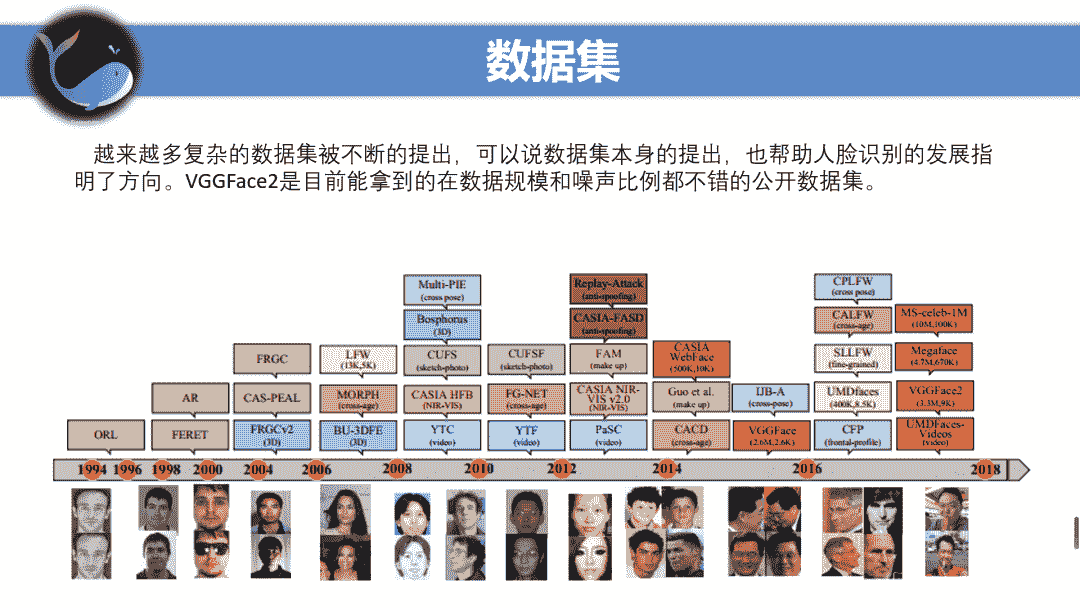 数据集
越来越多复杂的数据集被不断的提出，可以说数据集本身的提出，也帮助人脸识别的发展指
明了方向。VGGFace2是目前能拿到的在数据规模和噪声比例都不错的公开数据集。
Multi-PIE
(cross pose)
Replay-Attack
(anti-spoofing)
CPLFW
(cross pose)
Bosphorus
(3D)
CASIA-FASD
(anti-spoofing)
CALFW
(cross-age)
MS-celeb-1M
(10M,100K)
FRGC
LFW
(13K,5K)
CUFS
(sketch-photo)
CUFSF
(sketch-photo)
FAM
(make up)
CASIA
WebFace
(500K,10K)
SLLFW
(fine-grained)
Megaface
(4.7M,670K)
AR
CAS-PEAL
MORPH
(cross-age)
CASIA HFB
(NIR-VIS)
FG-NET
(cross-age)
CASIA NIR-
VIS v2.0
(NIR-VIS)
Guo et al.
(make up)
IJB-A
(cross-pose)
UMDfaces
(400K,8.5K)
VGGFace2
(3.3M,9K)
ORL
FERET
FRGCv2
(3D)
BU-3DFE
(3D)
YTC
(video)
YTF
(video)
PaSC
(video)
CACD
(cross-age)
VGGFace
(2.6M,2.6K)
CFP
(frontal-profile)
UMDFaces-
Videos
(video)
1994 1996 1998 2000 2004 2006 2008 2010 2012 2014 2016 2018